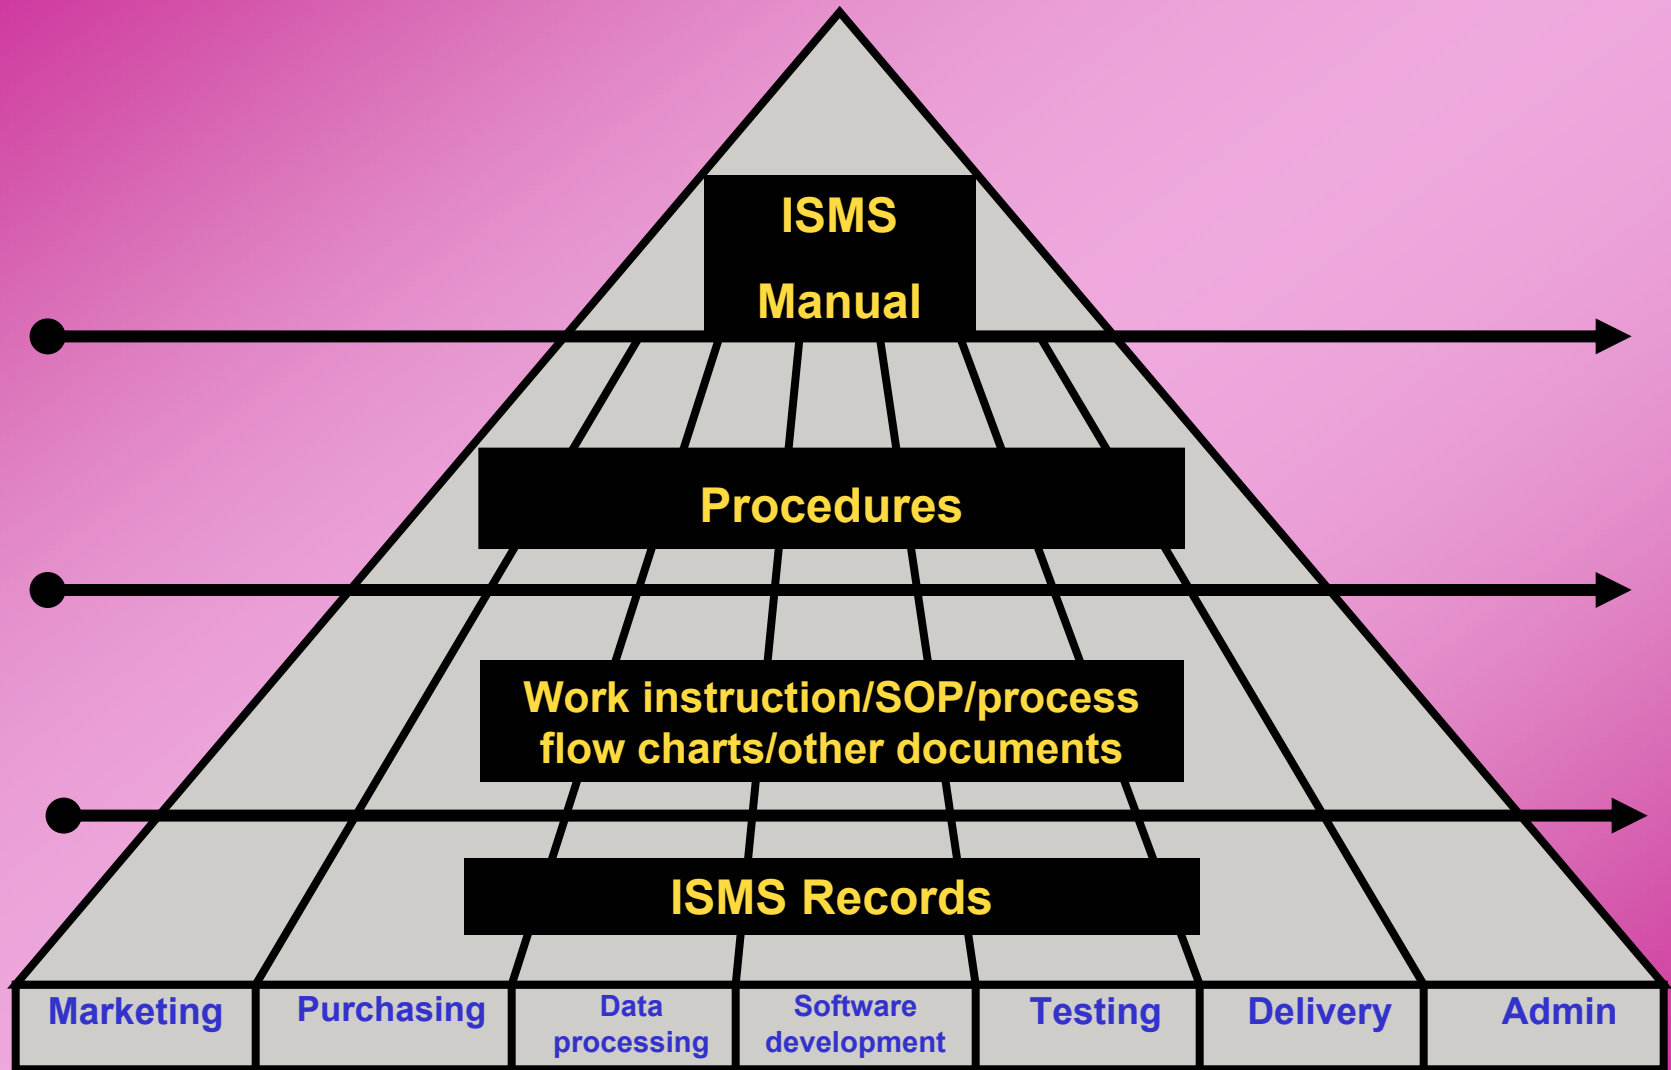 ISMS
Manual
Procedures
Work instruction/SOP/process
flow charts/other documents
ISMS Records
Marketing
Purchasing
Data
processing
Software
development
Testing
Delivery
Admin